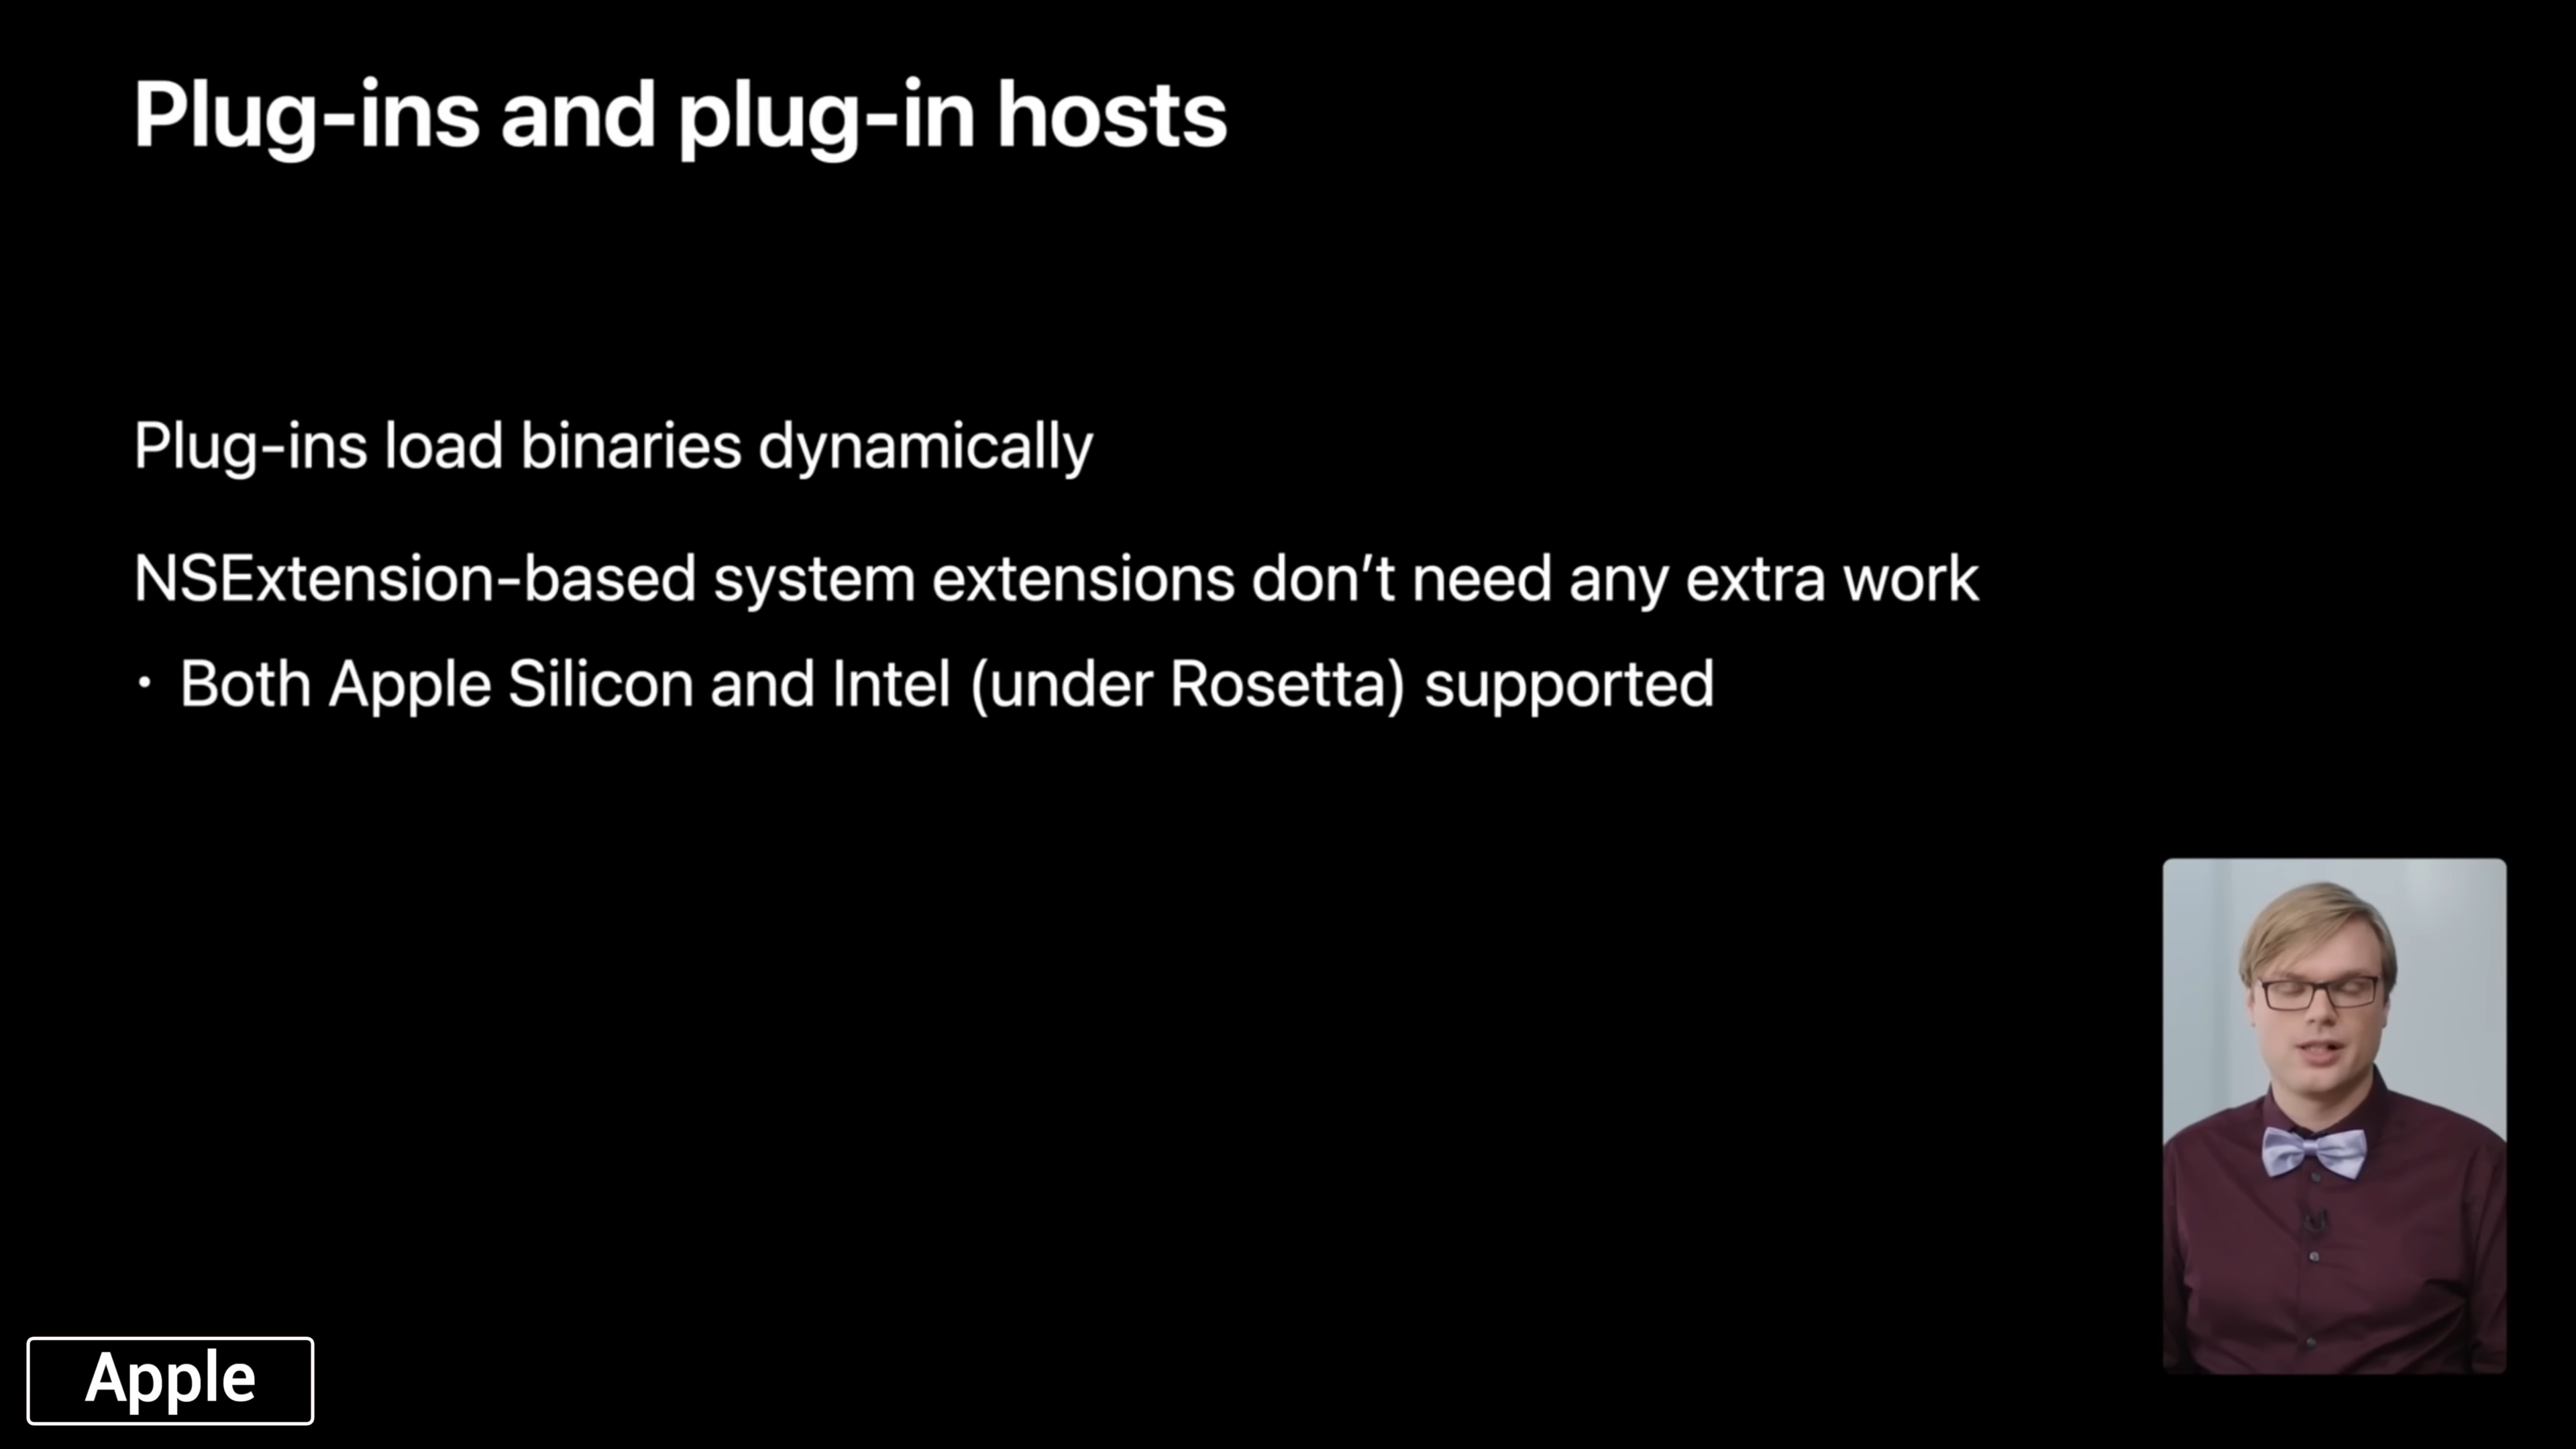 Plug-ins and plug-in hosts
Plug-ins load binaries dynamically
NSExtension-based system extensions don’t need any extra work
• Both Apple Silicon and Intel (under Rosetta) supported
Apple